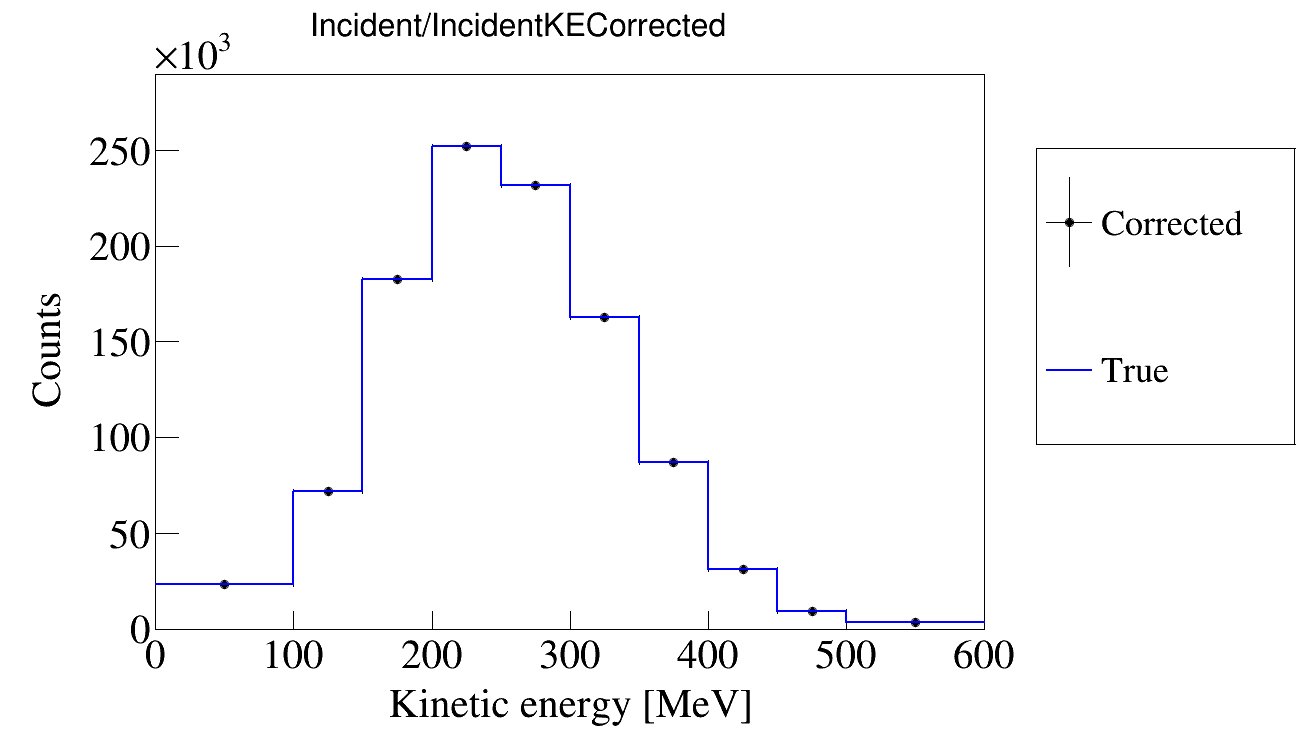 Incident/IncidentKECorrected
×10³
250
200
150
100
50
0
Counts
0 100 200 300 400 500 600
Kinetic energy [MeV]
Corrected
True